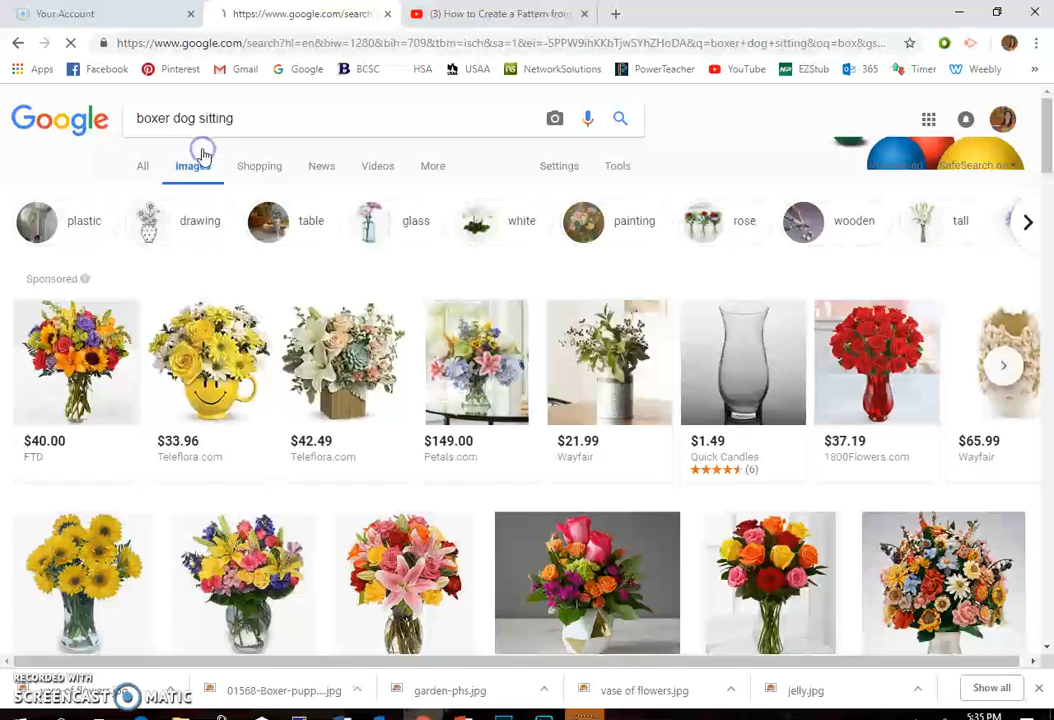 Your Account
https://www.google.com/search
(3) How to Create a Pattern from
https://www.google.com/search?hl=en&biw=1280&bih=709&tbm=isch&sa=1&ei=-5PPW9ihKKbTjwSYhZHoDA&q=boxer+dog+sitting&oq=box&gs...
Apps Facebook Pinterest Gmail Google BCSC HSA USAA NetworkSolutions PowerTeacher YouTube EZStub 365 Timer Weebly
Google boxer dog sitting
All Images Shopping News Videos More Settings Tools
plastic drawing table glass white painting rose wooden tall
Sponsored
$40.00 $33.96 $42.49 $149.00 $21.99 $1.49 $37.19 $65.99
FTD Teleflora.com Teleflora.com Petals.com Wayfair Quick Candles 1800Flowers.com Wayfair
(6)
RECORDED WITH
SCREENCAST MATIC
vase of flowers.jpg 01568-Boxer-pupp....jpg garden-phs.jpg vase of flowers.jpg jelly.jpg Show all
5:35 PM